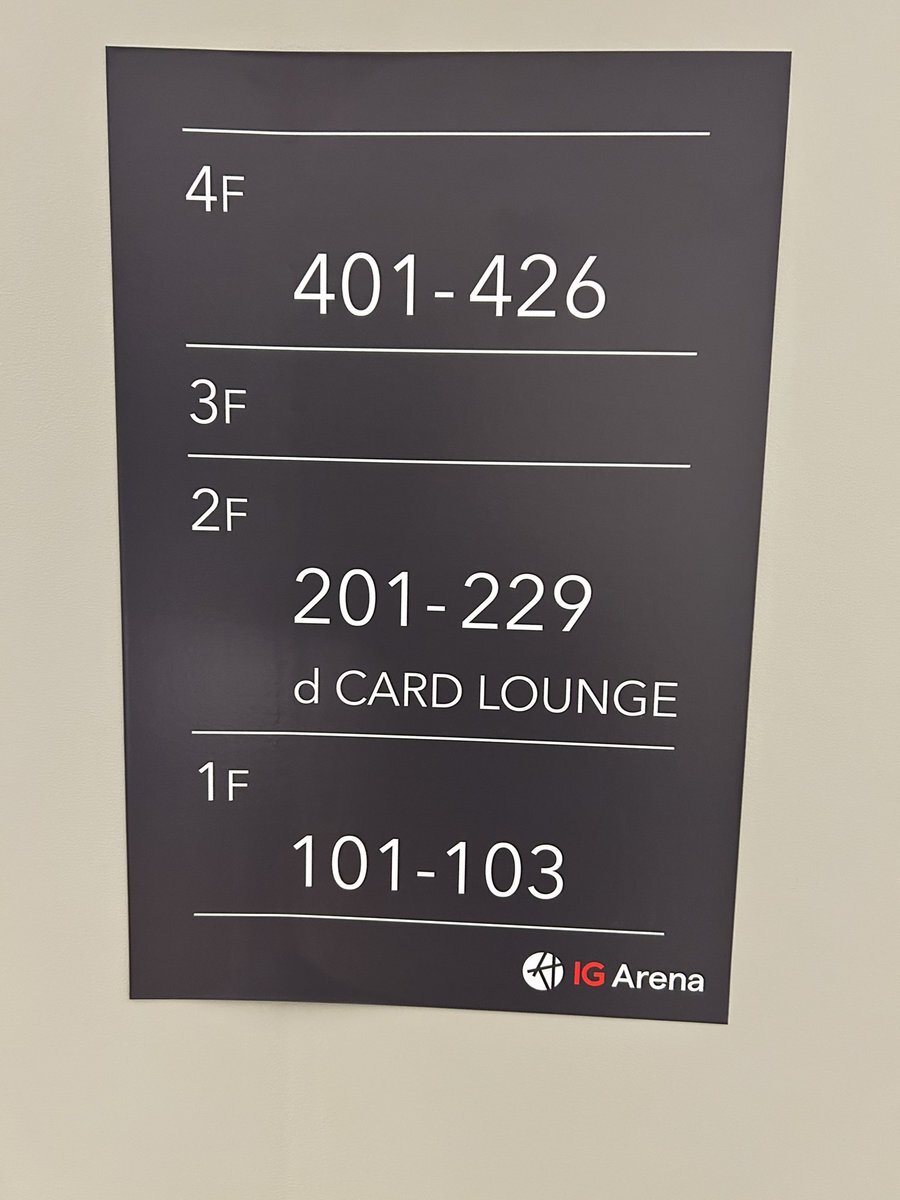 4F
401-426
3F
2F
201-229
d CARD LOUNGE
1F
101-103
IG Arena